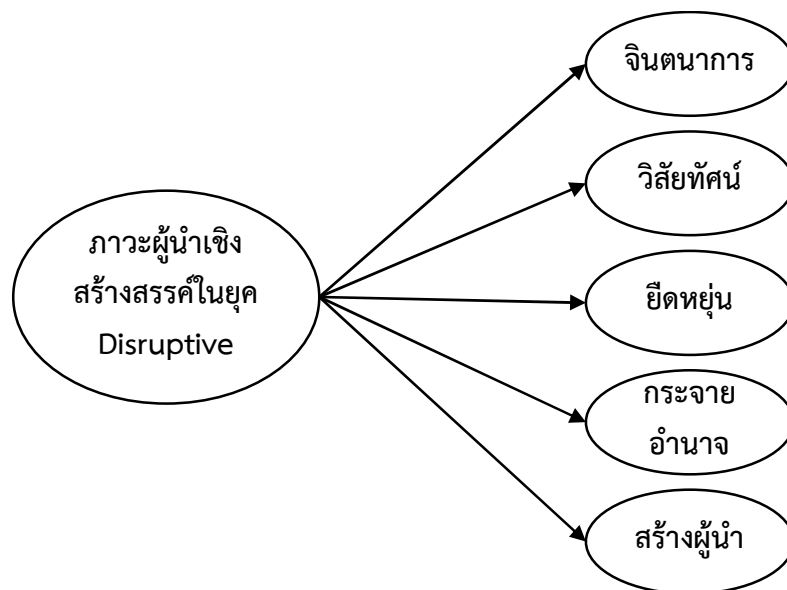 จินตนาการ
วิสัยทัศน์
ภาวะผู้นำเชิง
สร้างสรรค์ในยุค
Disruptive
ยืดหยุ่น
กระจาย
อำนาจ
สร้างผู้นำ